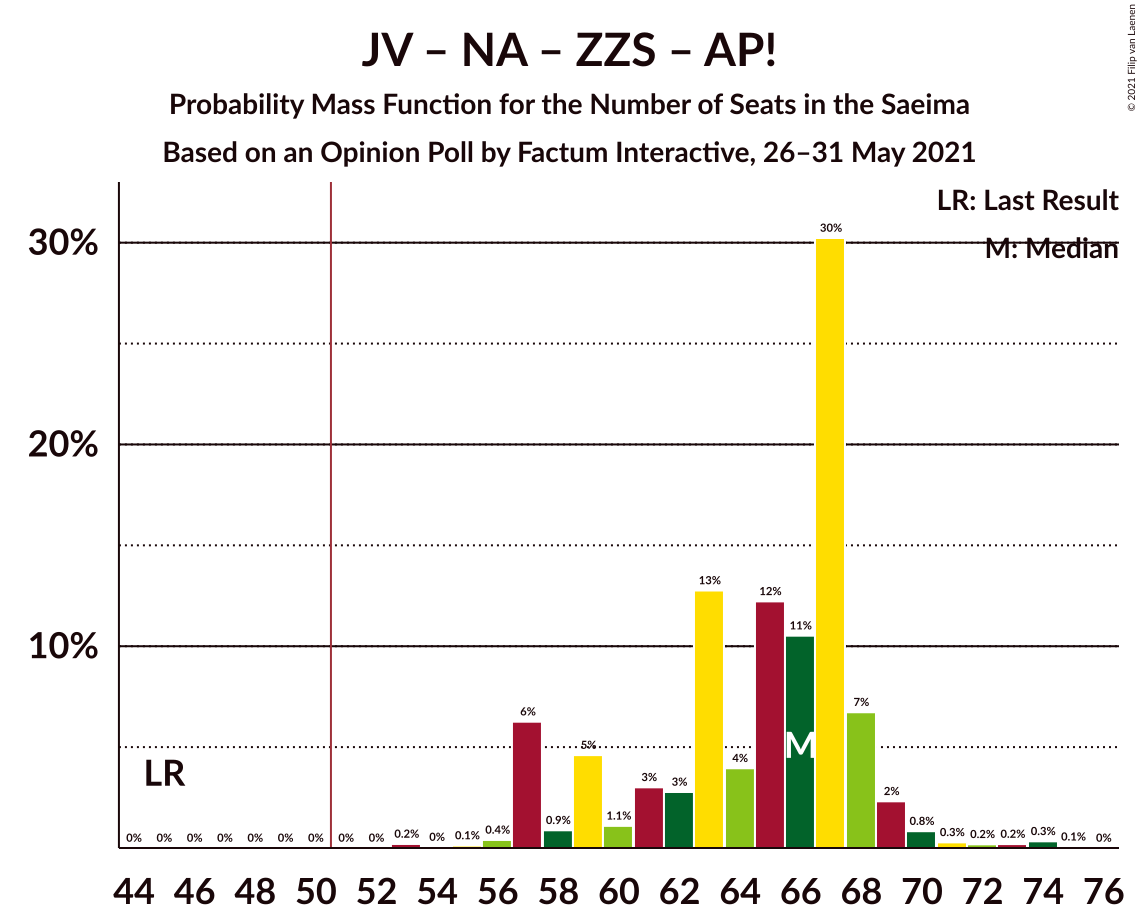 JV – NA – ZZS – AP!
Probability Mass Function for the Number of Seats in the Saeima
Based on an Opinion Poll by Factum Interactive, 26–31 May 2021
© 2021 Filip van Laenen
LR: Last Result
M: Median
30%
20%
10%
LR
M
0% 0% 0% 0% 0% 0% 0% 0% 0(0.2% 0% 0.1% 0.4% 6% 0.9% 5% 1.1% 3% 3% 13% 4% 12% 11% 30% 7% 2% 0.8% 0.3% 0.2% 0.2% 0.3% 0.1% 0%
44 46 48 50 52 54 56 58 60 62 64 66 68 70 72 74 76